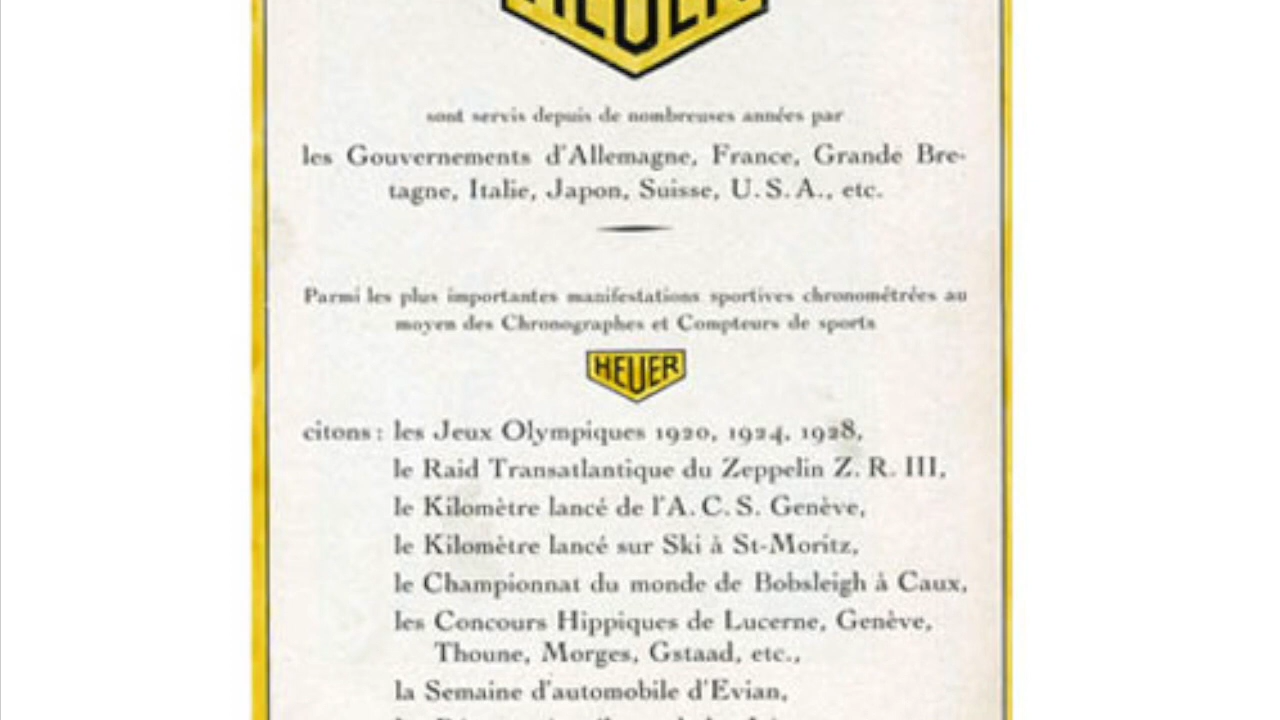 HEUER
sont servis depuis de nombreuses années par
les Gouvernements d'Allemagne, France, Grande Bre-
tagne, Italie, Japon, Suisse, U.S.A., etc.
Parmi les plus importantes manifestations sportives chronométrées au
moyen des Chronographes et Compteurs de sports
HEUER
citons: les Jeux Olympiques 1920, 1924, 1928,
le Raid Transatlantique du Zeppelin Z. R. III,
le Kilomètre lancé de l'A.C.S. Genève,
le Kilomètre lancé sur Ski à St-Moritz,
le Championnat du monde de Bobsleigh à Caux,
les Concours Hippiques de Lucerne, Genève,
Thoune, Morges, Gstaad, etc.,
la Semaine d'automobile d'Evian,